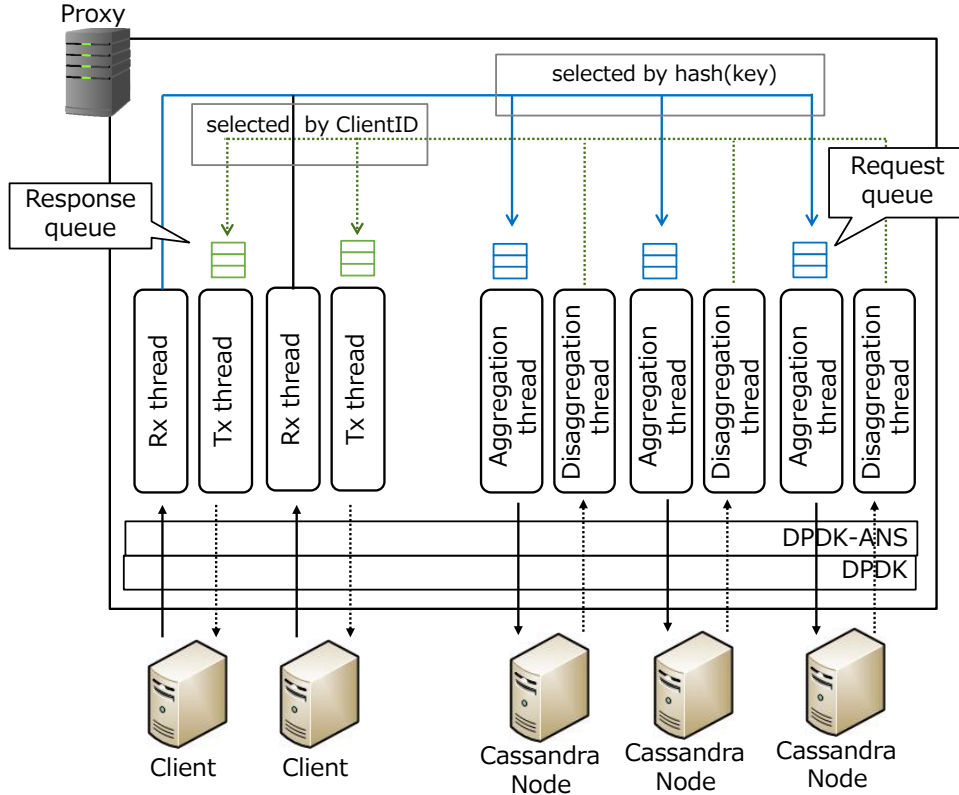 Proxy
selected by hash(key)
selected by ClientID
Response
queue
Request
queue
Rx thread
Tx thread
Rx thread
Tx thread
Aggregation
thread
Disaggregation
thread
Aggregation
thread
Disaggregation
thread
Aggregation
thread
Disaggregation
thread
DPDK-ANS
DPDK
Client
Client
Cassandra
Node
Cassandra
Node
Cassandra
Node